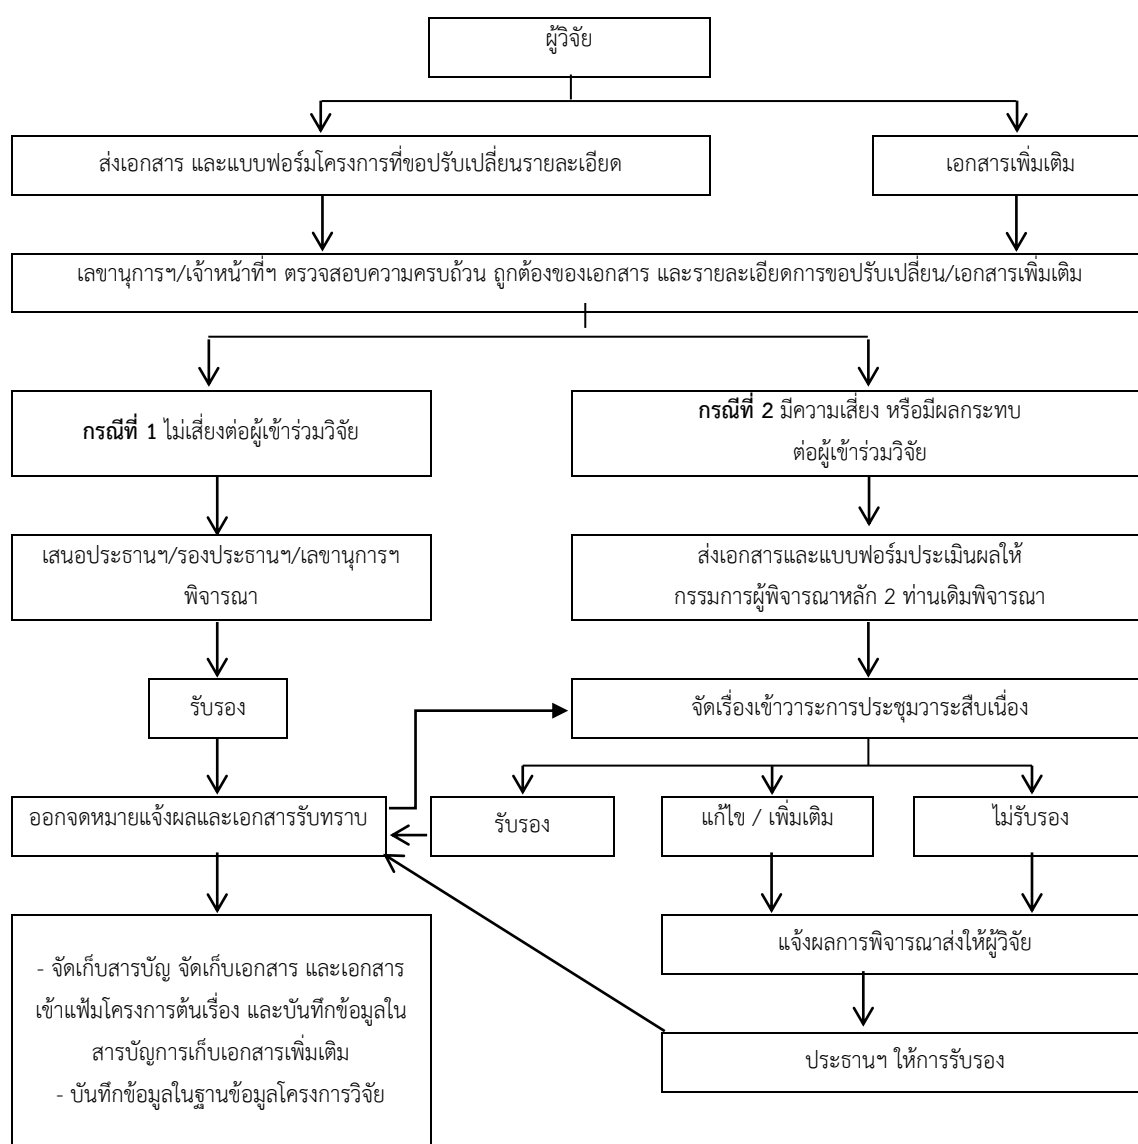 ผู้วิจัย
ส่งเอกสาร และแบบฟอร์มโครงการที่ขอปรับเปลี่ยนรายละเอียด
เอกสารเพิ่มเติม
เลขานุการฯ/เจ้าหน้าที่ฯ ตรวจสอบความครบถ้วน ถูกต้องของเอกสาร และรายละเอียดการขอปรับเปลี่ยน/เอกสารเพิ่มเติม
กรณีที่ 1 ไม่เสี่ยงต่อผู้เข้าร่วมวิจัย
กรณีที่ 2 มีความเสี่ยง หรือมีผลกระทบ
ต่อผู้เข้าร่วมวิจัย
เสนอประธานฯ/รองประธานฯ/เลขานุการฯ
พิจารณา
ส่งเอกสารและแบบฟอร์มประเมินผลให้
กรรมการผู้พิจารณาหลัก 2 ท่านเดิมพิจารณา
รับรอง
จัดเรื่องเข้าวาระการประชุมวาระสืบเนื่อง
ออกจดหมายแจ้งผลและเอกสารรับทราบ
รับรอง
แก้ไข / เพิ่มเติม
ไม่รับรอง
แจ้งผลการพิจารณาส่งให้ผู้วิจัย
- จัดเก็บสารบัญ จัดเก็บเอกสาร และเอกสาร
เข้าแฟ้มโครงการต้นเรื่อง และบันทึกข้อมูลใน
สารบัญการเก็บเอกสารเพิ่มเติม
- บันทึกข้อมูลในฐานข้อมูลโครงการวิจัย
ประธานฯ ให้การรับรอง